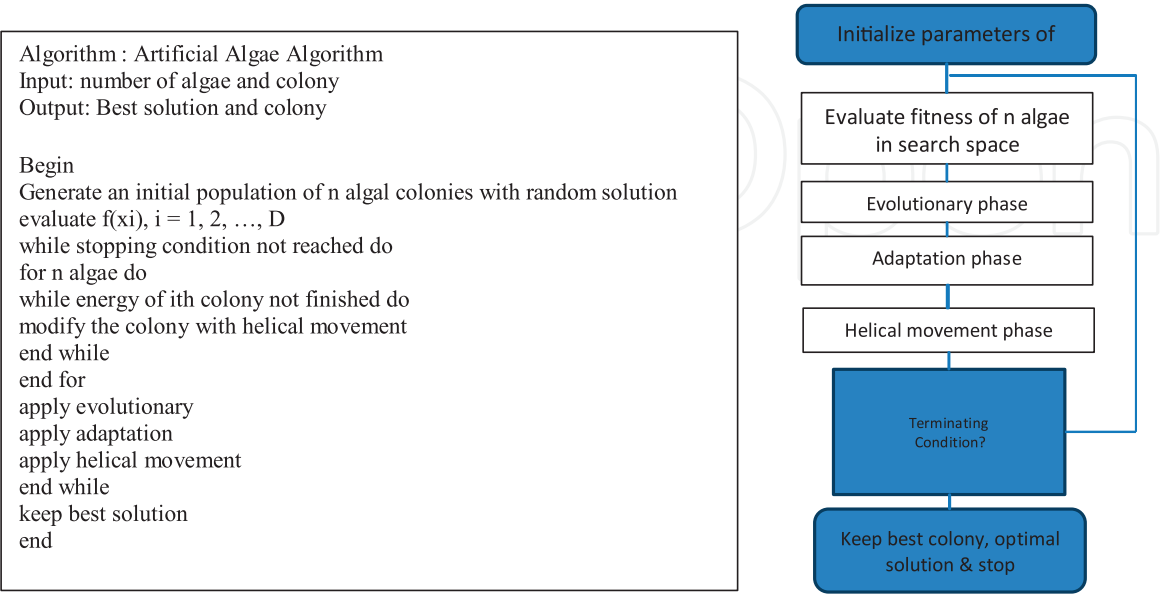 Algorithm : Artificial Algae Algorithm
Input: number of algae and colony
Output: Best solution and colony
Begin
Generate an initial population of n algal colonies with random solution
evaluate f(xi), i = 1, 2, …, D
while stopping condition not reached do
for n algae do
while energy of ith colony not finished do
modify the colony with helical movement
end while
end for
apply evolutionary
apply adaptation
apply helical movement
end while
keep best solution
end
Initialize parameters of
Evaluate fitness of n algae
in search space
Evolutionary phase
Adaptation phase
Helical movement phase
Terminating
Condition?
Keep best colony, optimal
solution & stop